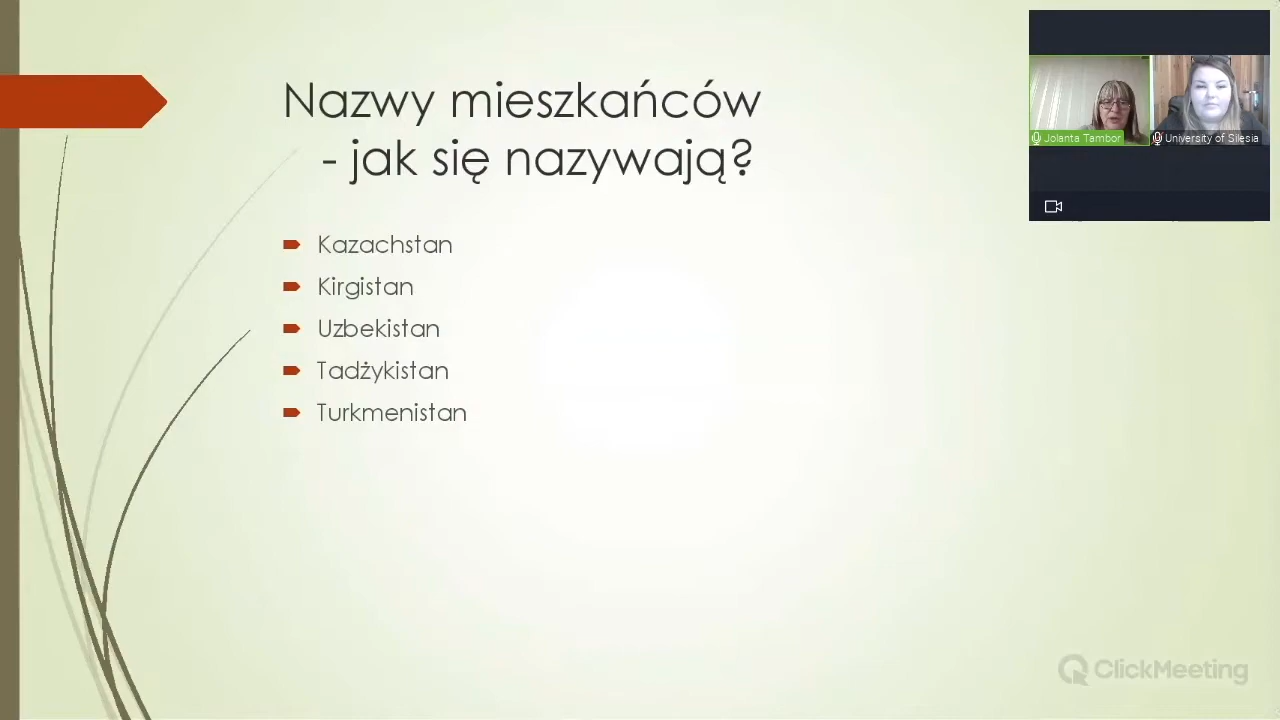 Nazwy mieszkańców
- jak się nazywają?
Kazachstan
Kirgistan
Uzbekistan
Tadżykistan
Turkmenistan
Jolanta Tambor
University of Silesia
ClickMeeting